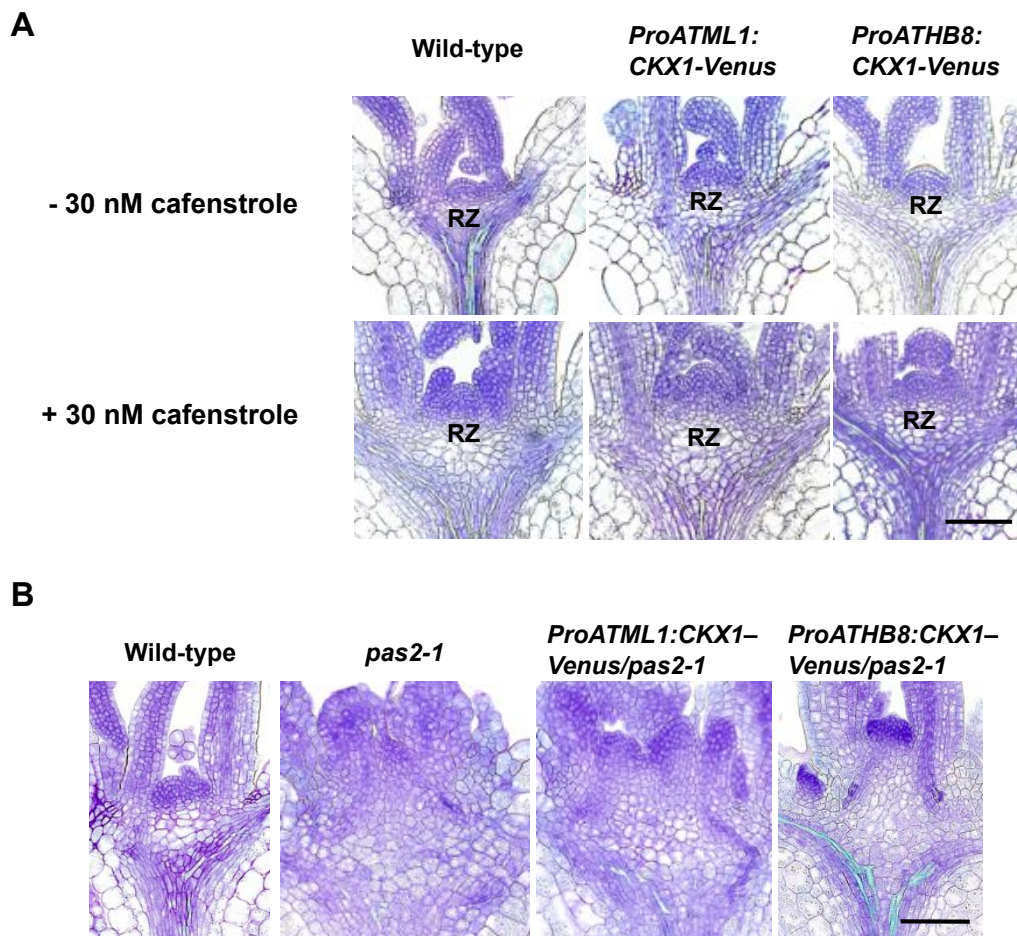 A
Wild-type
ProATML1:
CKX1-Venus
ProATHB8:
CKX1-Venus
- 30 nM cafenstrole
RZ
RZ
RZ
+ 30 nM cafenstrole
RZ
RZ
RZ
B
Wild-type
pas2-1
ProATML1:CKX1–
Venus/pas2-1
ProATHB8:CKX1–
Venus/pas2-1